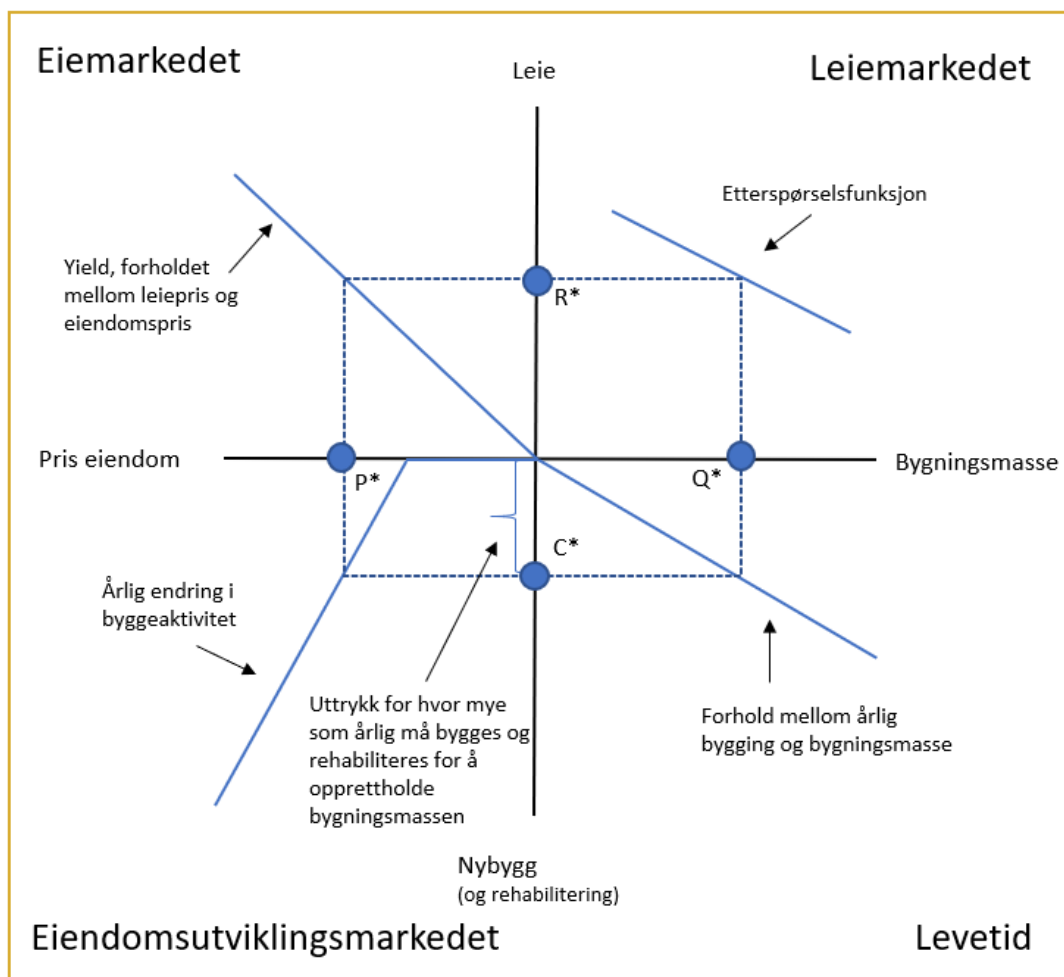 Eiemarkedet
Leie
Leiemarkedet
Etterspørselsfunksjon
Yield, forholdet
mellom leiepris og
eiendomspris
R*
Pris eiendom
P*
Q*
Bygningsmasse
C*
Årlig endring i
byggeaktivitet
Uttrykk for hvor mye
som årlig må bygges og
rehabiliteres for å
opprettholde
bygningsmassen
Forhold mellom årlig
bygging og bygningsmasse
Nybygg
(og rehabilitering)
Eiendomsutviklingsmarkedet
Levetid